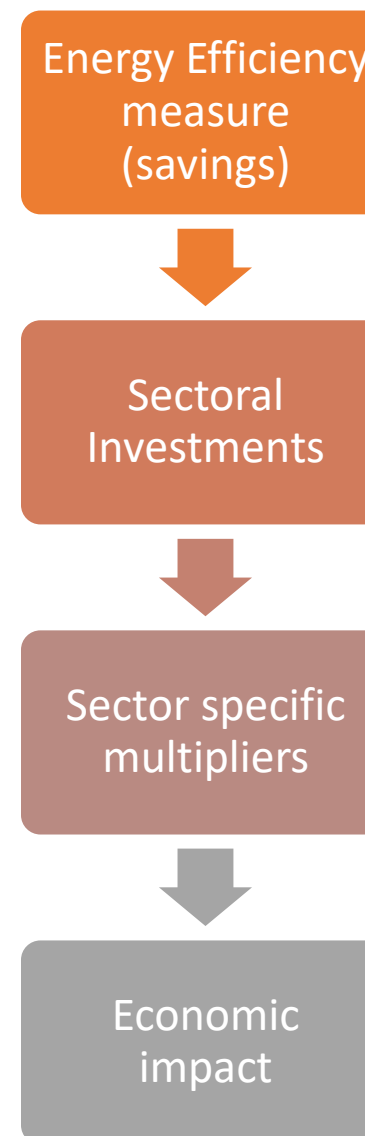 Energy Efficiency
measure
(savings)
Sectoral
Investments
Sector specific
multipliers
Economic
impact